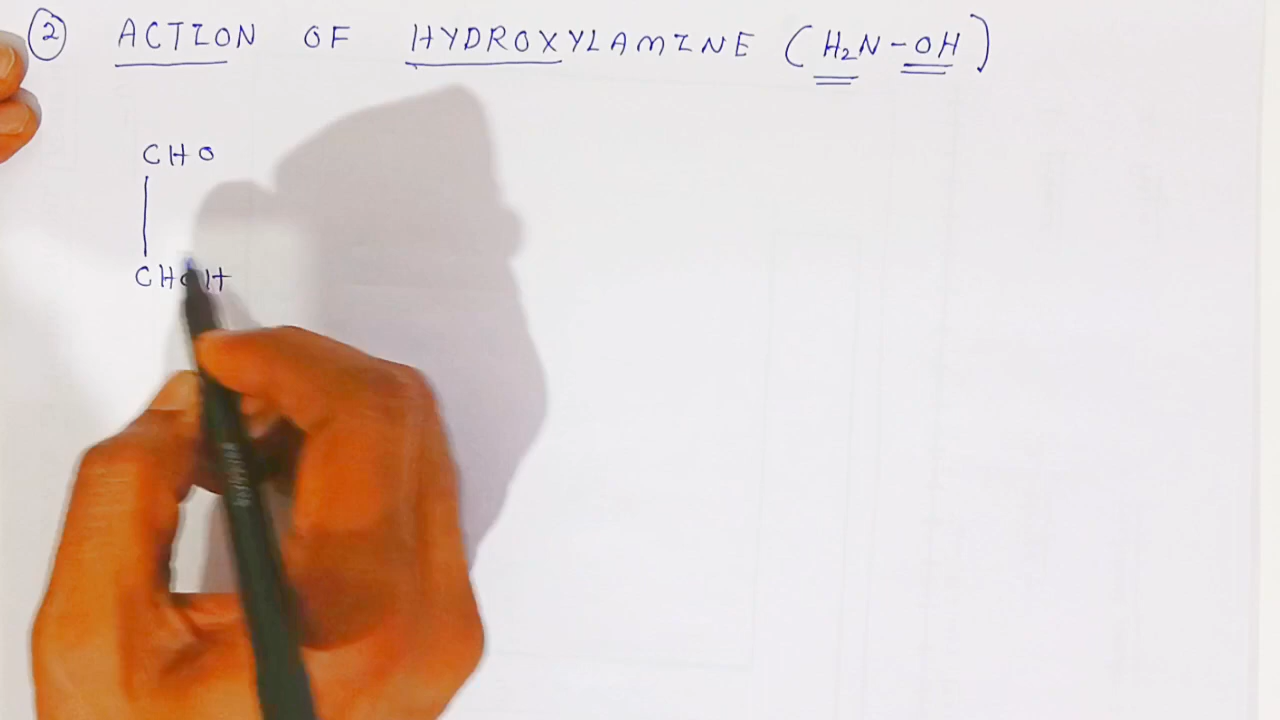 ② ACTION OF HYDROXYLAMINE (H₂N-OH)
CHO
CHOH